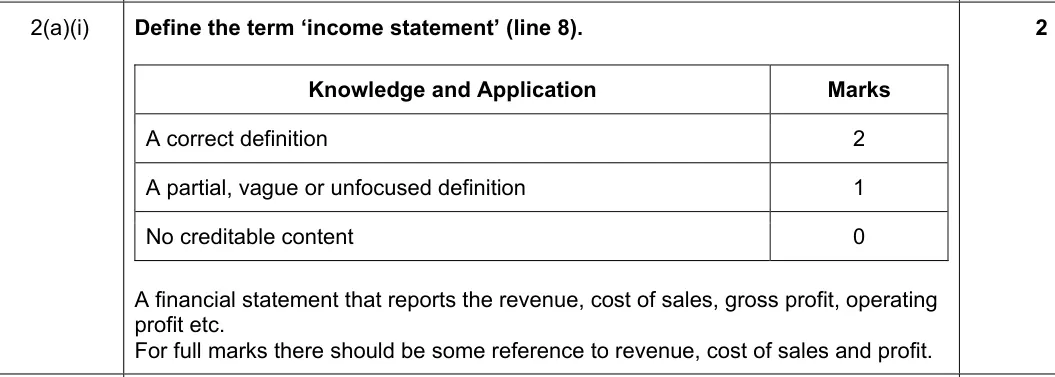 2(a)(i) Define the term ‘income statement’ (line 8). 2
Knowledge and Application Marks
A correct definition 2
A partial, vague or unfocused definition 1
No creditable content 0
A financial statement that reports the revenue, cost of sales, gross profit, operating
profit etc.
For full marks there should be some reference to revenue, cost of sales and profit.